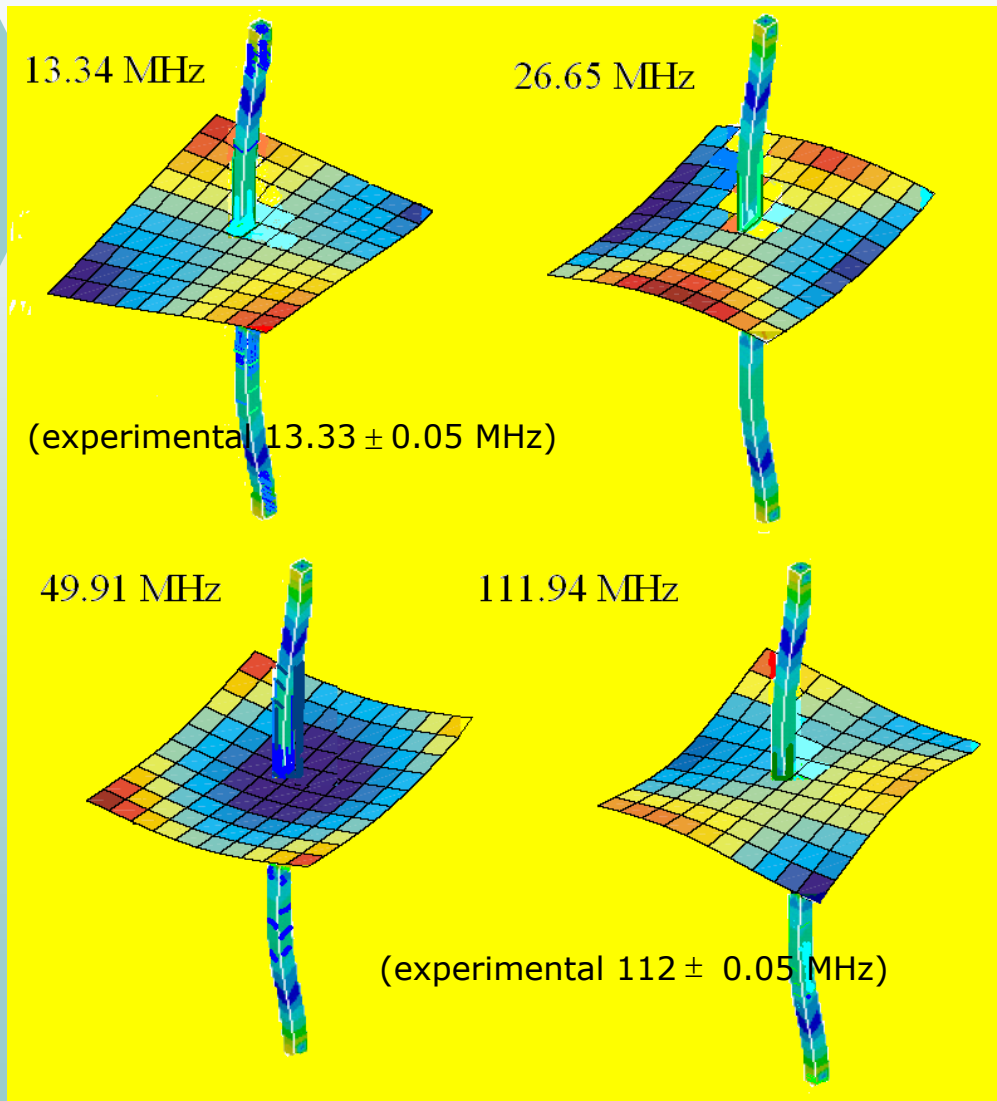 13.34 MHz
26.65 MHz
(experimental 13.33 ± 0.05 MHz)
49.91 MHz
111.94 MHz
(experimental 112 ± 0.05 MHz)